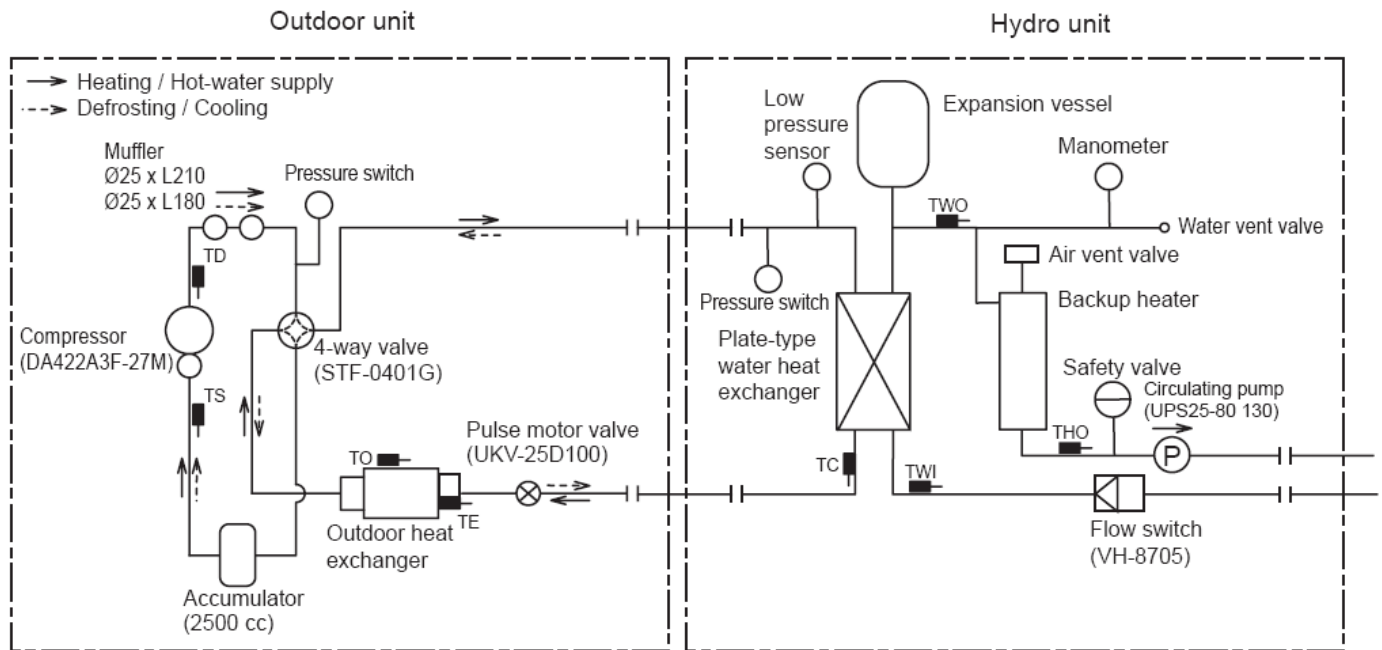 Outdoor unit
Hydro unit
Heating / Hot-water supply
Defrosting / Cooling
Muffler
Ø25 x L210
Ø25 x L180
Pressure switch
TD
Compressor
(DA422A3F-27M)
TS
4-way valve
(STF-0401G)
Pulse motor valve
(UKV-25D100)
TO
TE
Outdoor heat
exchanger
Accumulator
(2500 cc)
Low
pressure
sensor
Expansion vessel
Manometer
TWO
Water vent valve
Air vent valve
Pressure switch
Backup heater
Plate-type
water heat
exchanger
Safety valve
Circulating pump
(UPS25-80 130)
THO
P
TC
TWI
Flow switch
(VH-8705)